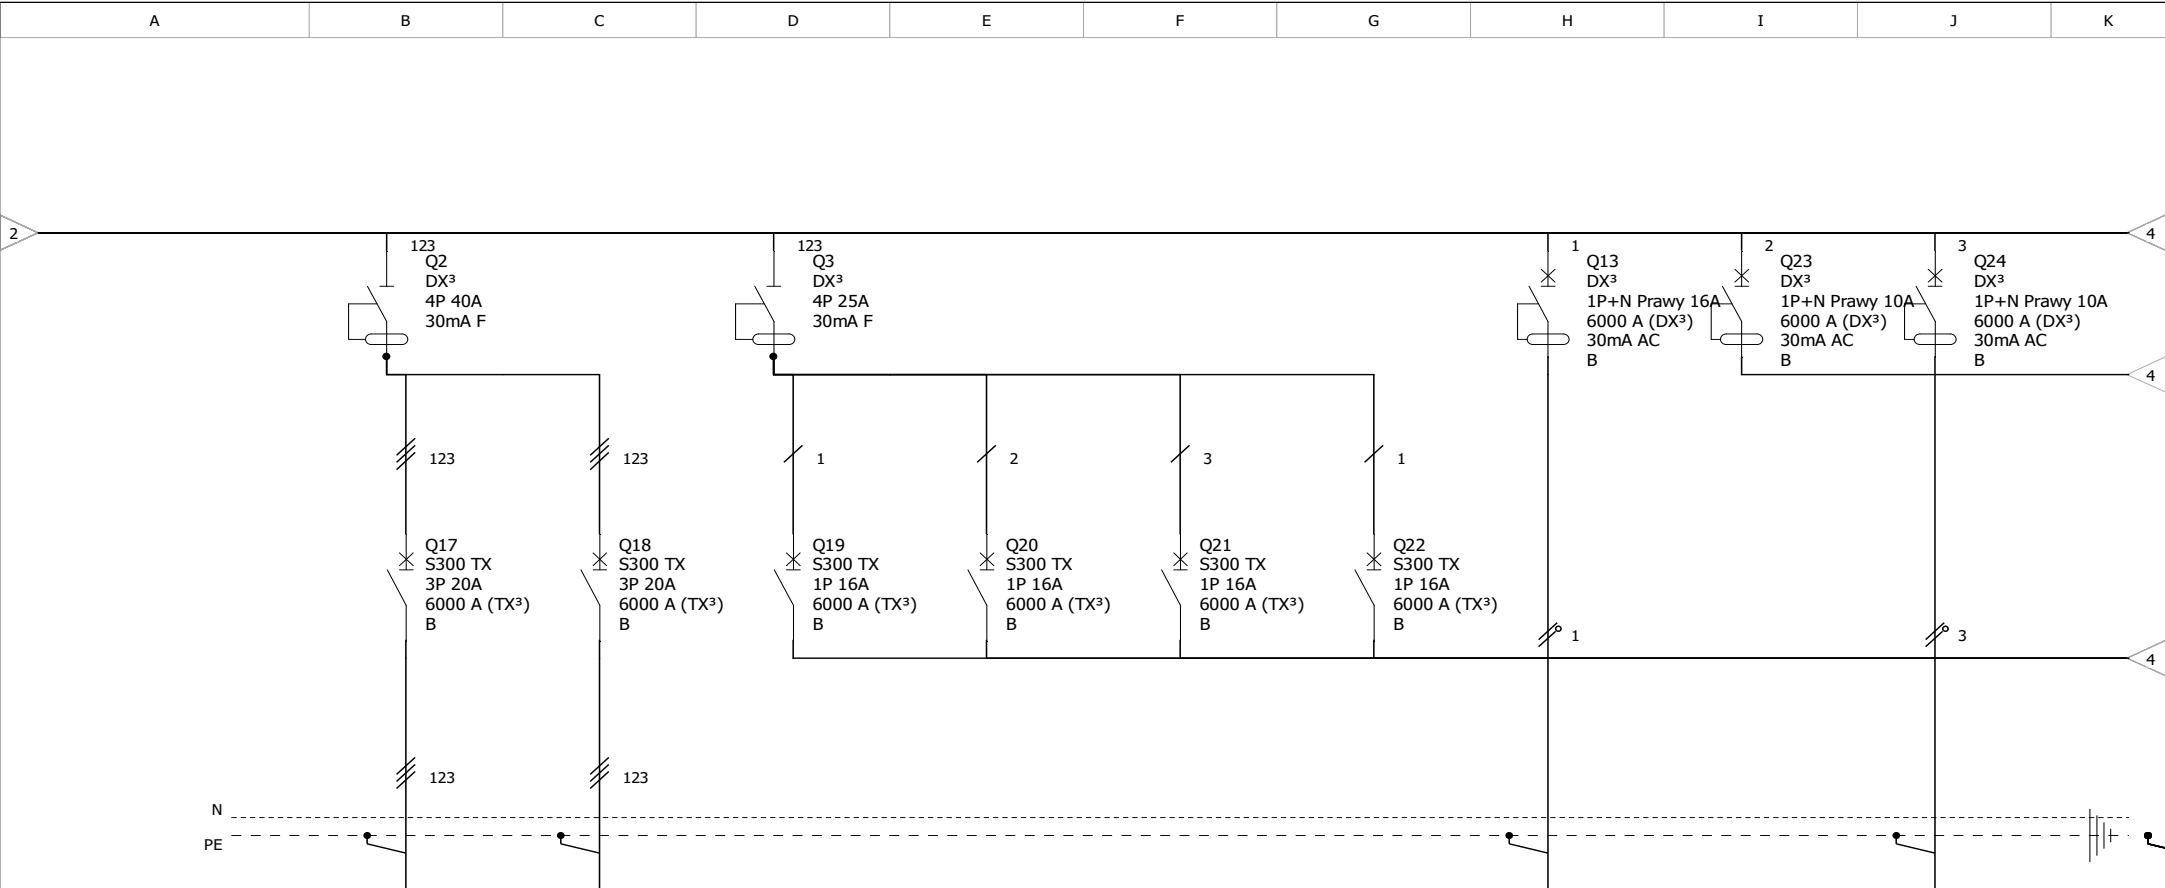 A B C D E F G H I J K
2
4
123
Q2
DX³
4P 40A
30mA F
123
Q3
DX³
4P 25A
30mA F
1
Q13
DX³
1P+N Prawy 16A
6000 A (DX³)
30mA AC
B
2
Q23
DX³
1P+N Prawy 10A
6000 A (DX³)
30mA AC
B
3
Q24
DX³
1P+N Prawy 10A
6000 A (DX³)
30mA AC
B
4
123
123
1
2
3
1
Q17
S300 TX
3P 20A
6000 A (TX³)
B
Q18
S300 TX
3P 20A
6000 A (TX³)
B
Q19
S300 TX
1P 16A
6000 A (TX³)
B
Q20
S300 TX
1P 16A
6000 A (TX³)
B
Q21
S300 TX
1P 16A
6000 A (TX³)
B
Q22
S300 TX
1P 16A
6000 A (TX³)
B
1
3
4
123
123
N
PE